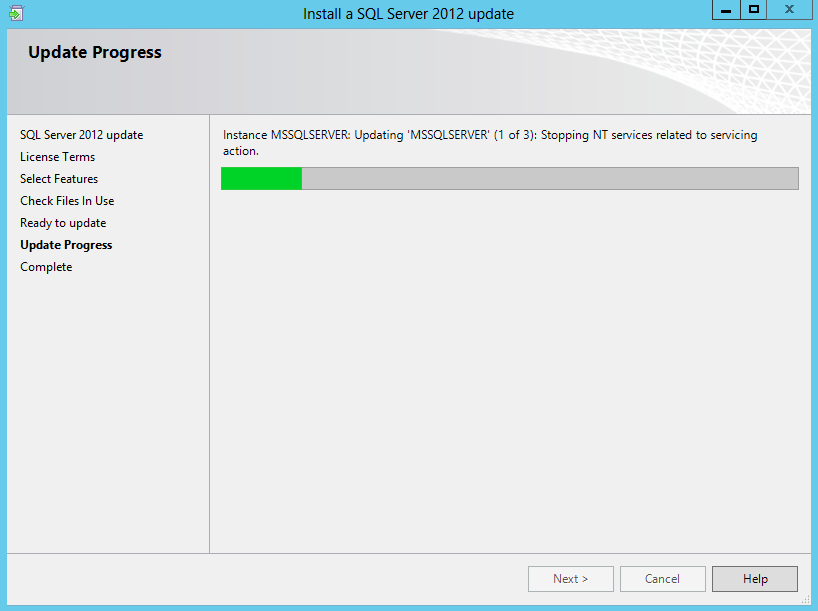 Install a SQL Server 2012 update
Update Progress
SQL Server 2012 update
License Terms
Select Features
Check Files In Use
Ready to update
Update Progress
Complete
Instance MSSQLSERVER: Updating 'MSSQLSERVER' (1 of 3): Stopping NT services related to servicing
action.
Next >
Cancel
Help